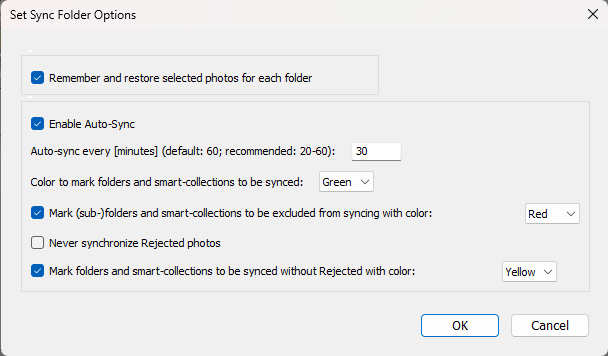 Set Sync Folder Options
Remember and restore selected photos for each folder
Enable Auto-Sync
Auto-sync every [minutes] (default: 60; recommended: 20-60): 30
Color to mark folders and smart-collections to be synced: Green
Mark (sub-)folders and smart-collections to be excluded from syncing with color: Red
Never synchronize Rejected photos
Mark folders and smart-collections to be synced without Rejected with color: Yellow
OK Cancel